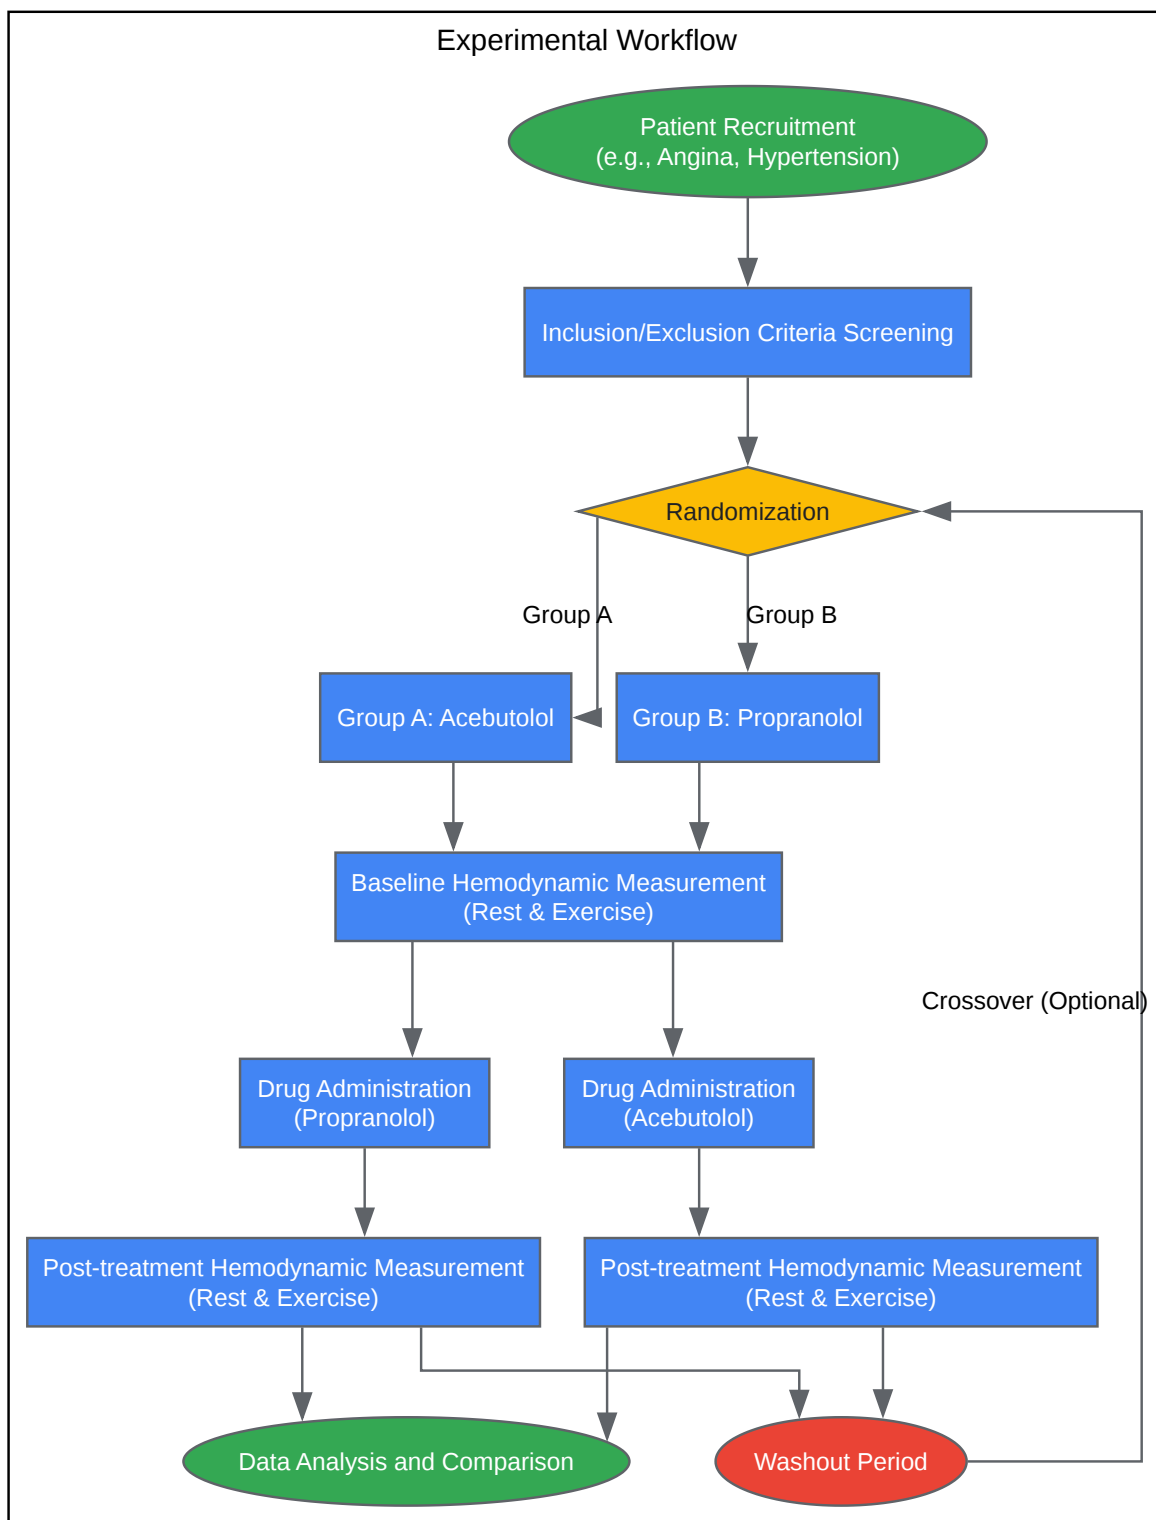 Experimental Workflow
Patient Recruitment
(e.g., Angina, Hypertension)
Inclusion/Exclusion Criteria Screening
Randomization
Group A
Group B
Group A: Acebutolol
Group B: Propranolol
Baseline Hemodynamic Measurement
(Rest & Exercise)
Crossover (Optional)
Drug Administration
(Propranolol)
Drug Administration
(Acebutolol)
Post-treatment Hemodynamic Measurement
(Rest & Exercise)
Post-treatment Hemodynamic Measurement
(Rest & Exercise)
Data Analysis and Comparison
Washout Period